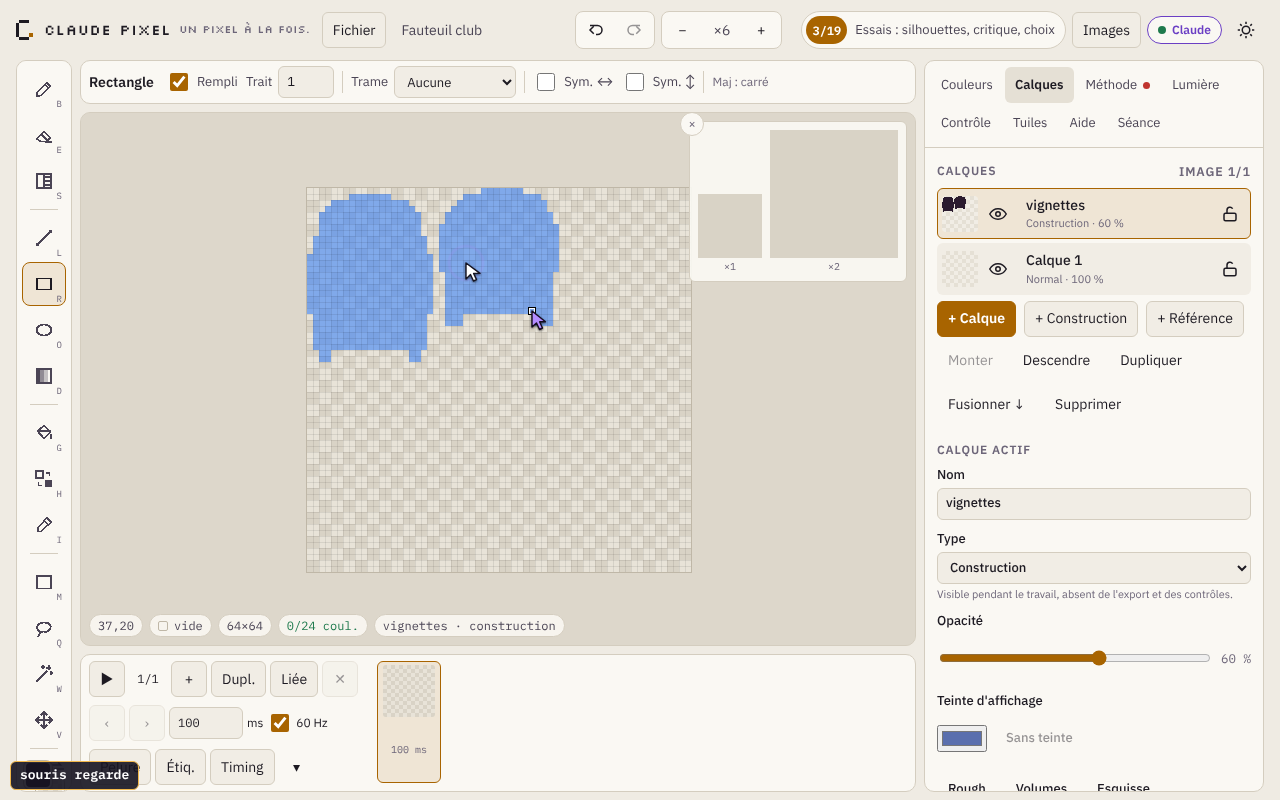 CLAUDE PIXEL UN PIXEL À LA FOIS. Fichier Fauteuil club − ×6 + 3/19 Essais : silhouettes, critique, choix Images Claude
Rectangle Rempli Trait 1 Trame Aucune Sym. ↔ Sym. ↕ Maj : carré
B
E
S
L
R
O
D
G
H
I
M
Q
W
V
×
×1 ×2
37,20 vide 64×64 0/24 coul. vignettes · construction
1/1 + Dupl. Liée ×
‹ › 100 ms 60 Hz
Étiq. Timing ▼
100 ms
souris regarde
Couleurs Calques Méthode Lumière
Contrôle Tuiles Aide Séance
CALQUES IMAGE 1/1
vignettes
Construction · 60 %
Calque 1
Normal · 100 %
+ Calque + Construction + Référence
Monter Descendre Dupliquer
Fusionner ↓ Supprimer
CALQUE ACTIF
Nom
vignettes
Type
Construction
Visible pendant le travail, absent de l'export et des contrôles.
Opacité
60 %
Teinte d'affichage
Sans teinte
Rough Volumes Esquisse